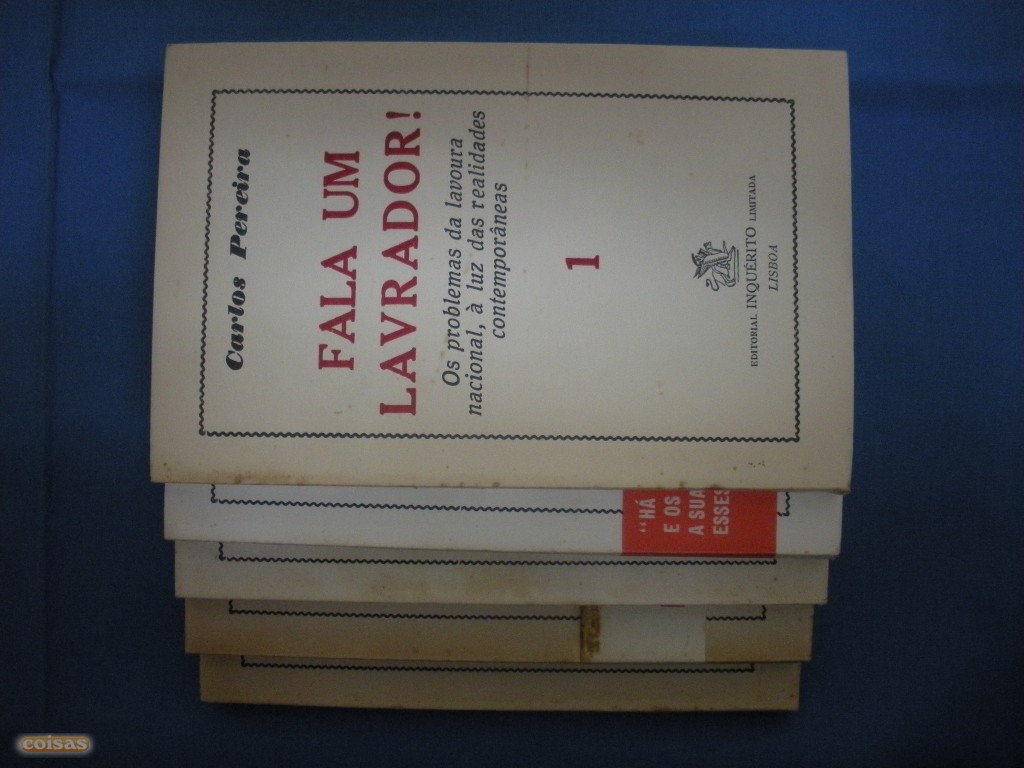 Carlos Pereira
FALA UM
LAVRADOR!
Os problemas da lavoura
nacional, à luz das realidades
contemporâneas
1
EDITORIAL INQUÉRITO LIMITADA
LISBOA
"HÁ
E OS
A SUA
ESSES
coisas